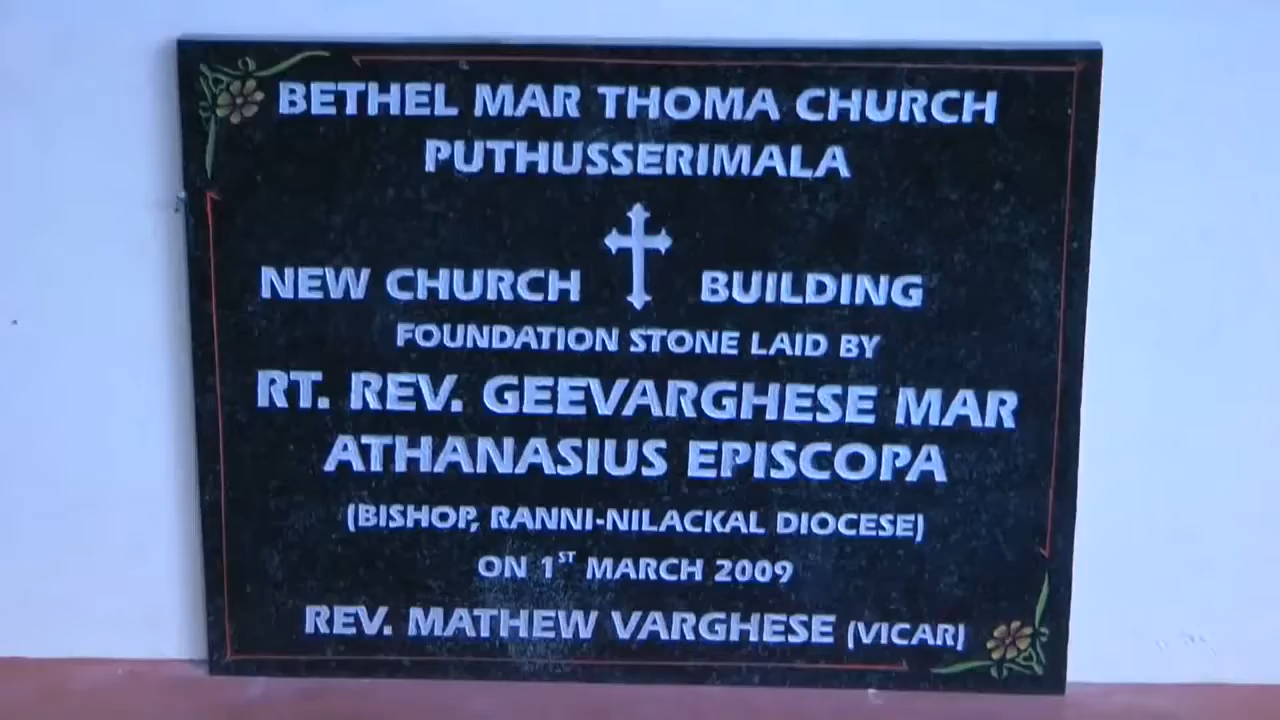 BETHEL MAR THOMA CHURCH
PUTHUSSERIMALA
NEW CHURCH BUILDING
FOUNDATION STONE LAID BY
RT. REV. GEEVARGHESE MAR
ATHANASIUS EPISCOPA
(BISHOP, RANNI-NILACKAL DIOCESE)
ON 1ST MARCH 2009
REV. MATHEW VARGHESE (VICAR)